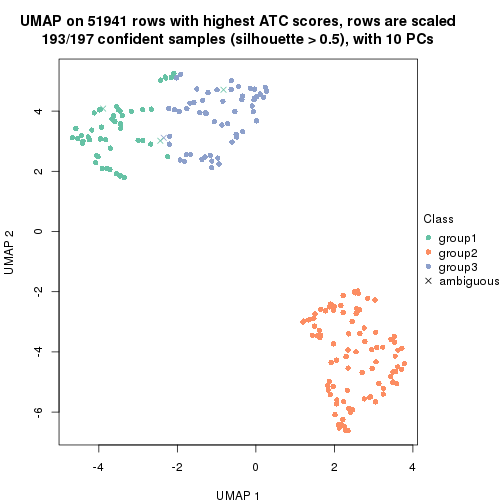 UMAP on 51941 rows with highest ATC scores, rows are scaled
193/197 confident samples (silhouette > 0.5), with 10 PCs
4
2
0
-2
-4
-6
UMAP 2
-4
-2
0
2
4
UMAP 1
Class
group1
group2
group3
ambiguous